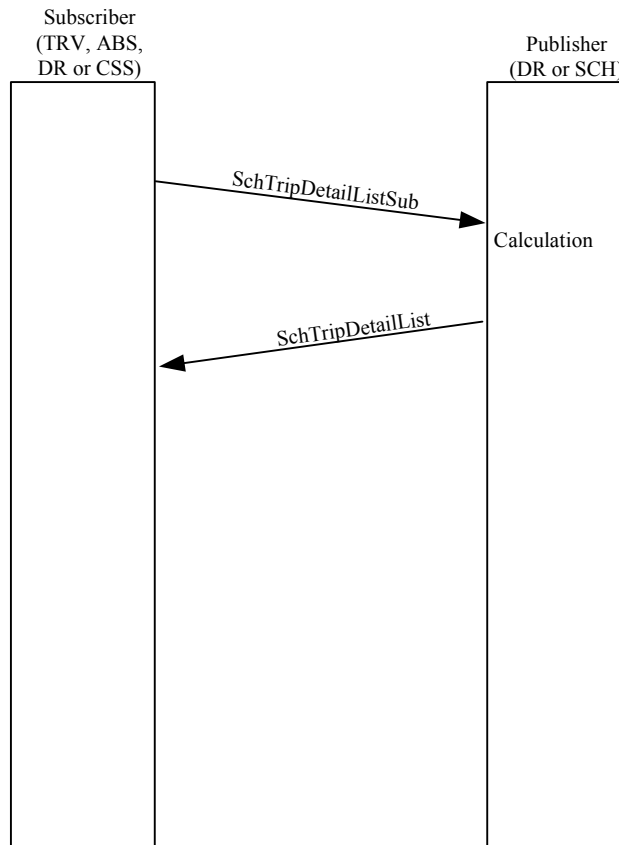 Subscriber
(TRV, ABS,
DR or CSS)
Publisher
(DR or SCH)
SchTripDetailListSub
Calculation
SchTripDetailList